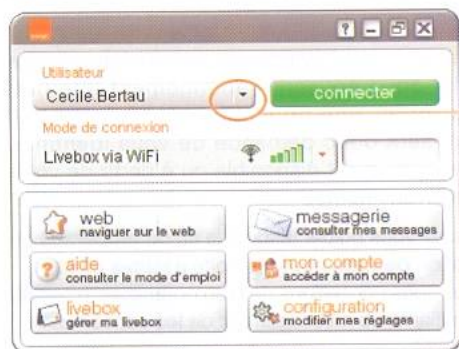 ?
Utilisateur
Cecile.Bertau
connecter
Mode de connexion
Livebox via WiFi
web
naviguer sur le web
messagerie
consulter mes messages
? aide
consulter le mode d'emploi
mon compte
accéder à mon compte
livebox
gérer ma livebox
configuration
modifier mes réglages